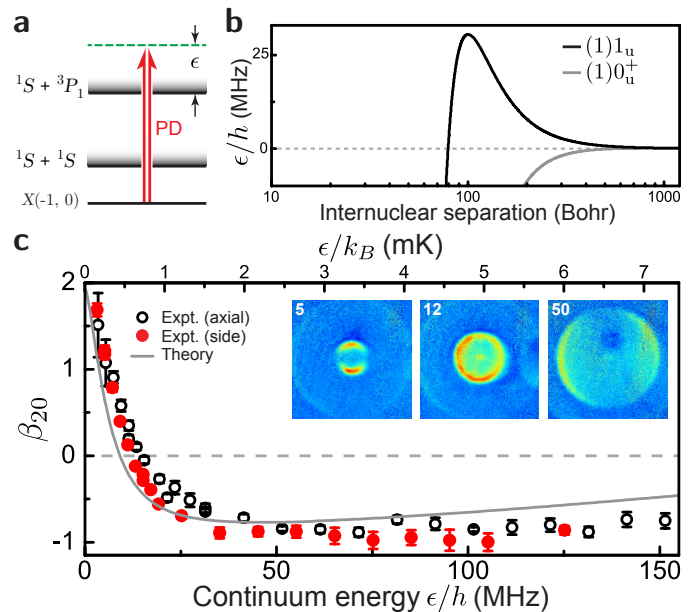 a
ϵ
¹S + ³P₁
PD
¹S + ¹S
X(-1, 0)
b
ϵ/h (MHz)
25
0
(1)1ᵤ
(1)0ᵤ⁺
10
100
1000
Internuclear separation (Bohr)
c
ϵ/k_B (mK)
0 1 2 3 4 5 6 7
β₂₀
2
1
0
-1
Expt. (axial)
Expt. (side)
Theory
5
12
50
0 50 100 150
Continuum energy ϵ/h (MHz)